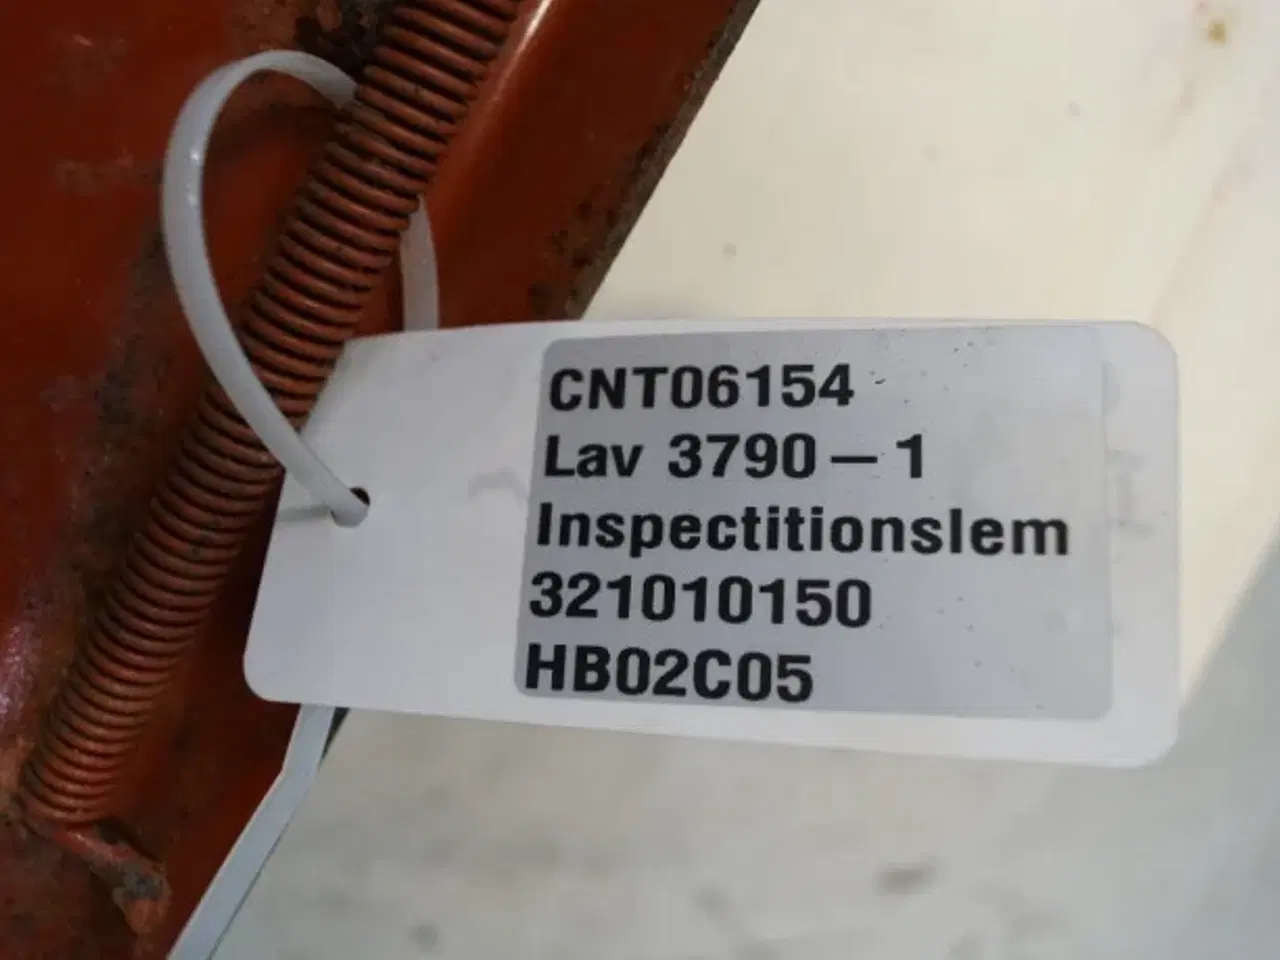 CNT06154
Lav 3790-1
Inspectitionslem
321010150
HB02C05